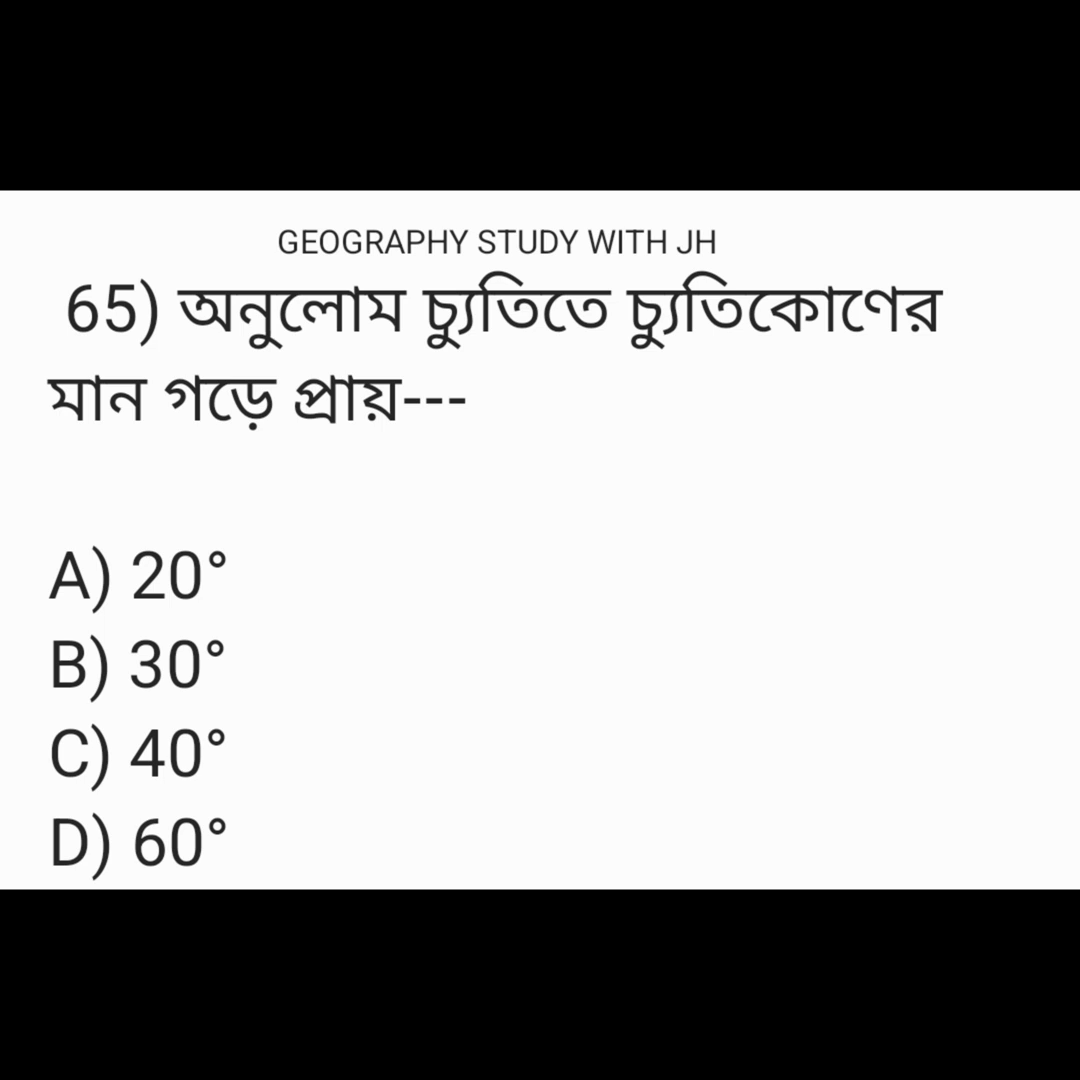 GEOGRAPHY STUDY WITH JH
65) অনুলোম চ্যুতিতে চ্যুতিকোণের
মান গড়ে প্রায়---
A) 20°
B) 30°
C) 40°
D) 60°